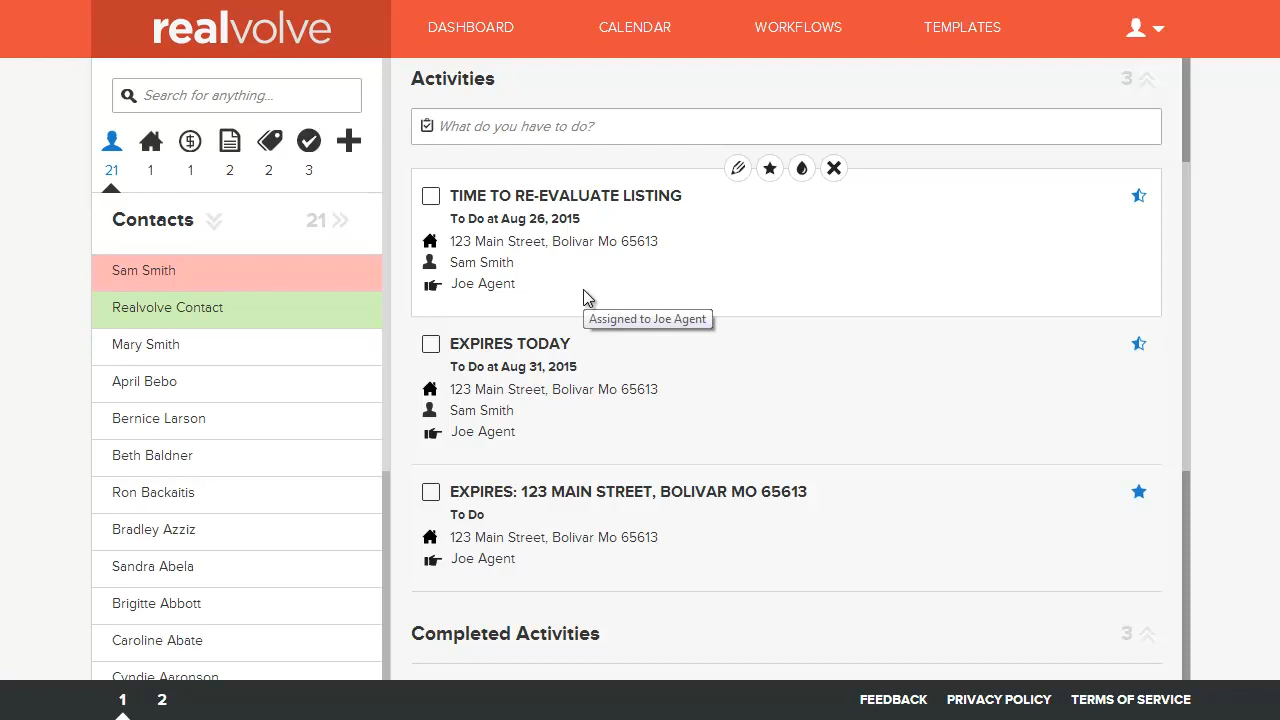 realvolve
DASHBOARD
CALENDAR
WORKFLOWS
TEMPLATES
Search for anything...
21
1
1
2
2
3
Contacts
21
Sam Smith
Realvolve Contact
Mary Smith
April Bebo
Bernice Larson
Beth Baldner
Ron Backaitis
Bradley Azziz
Sandra Abela
Brigitte Abbott
Caroline Abate
Cyndie Aaronson
Activities
3
What do you have to do?
TIME TO RE-EVALUATE LISTING
To Do at Aug 26, 2015
123 Main Street, Bolivar Mo 65613
Sam Smith
Joe Agent
Assigned to Joe Agent
EXPIRES TODAY
To Do at Aug 31, 2015
123 Main Street, Bolivar Mo 65613
Sam Smith
Joe Agent
EXPIRES: 123 MAIN STREET, BOLIVAR MO 65613
To Do
123 Main Street, Bolivar Mo 65613
Joe Agent
Completed Activities
3
1
2
FEEDBACK
PRIVACY POLICY
TERMS OF SERVICE